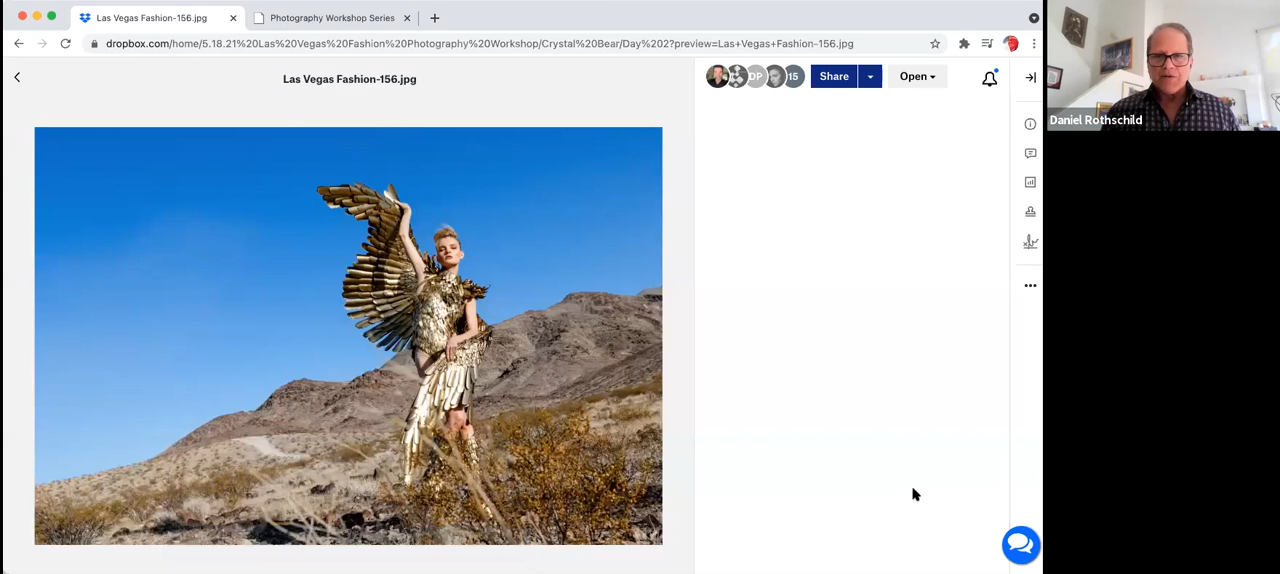 Las Vegas Fashion-156.jpg
Photography Workshop Series
dropbox.com/home/5.18.21%20Las%20Vegas%20Fashion%20Photography%20Workshop/Crystal%20Bear/Day%202?preview=Las+Vegas+Fashion-156.jpg
Las Vegas Fashion-156.jpg
DP
15
Share
Open
Daniel Rothschild